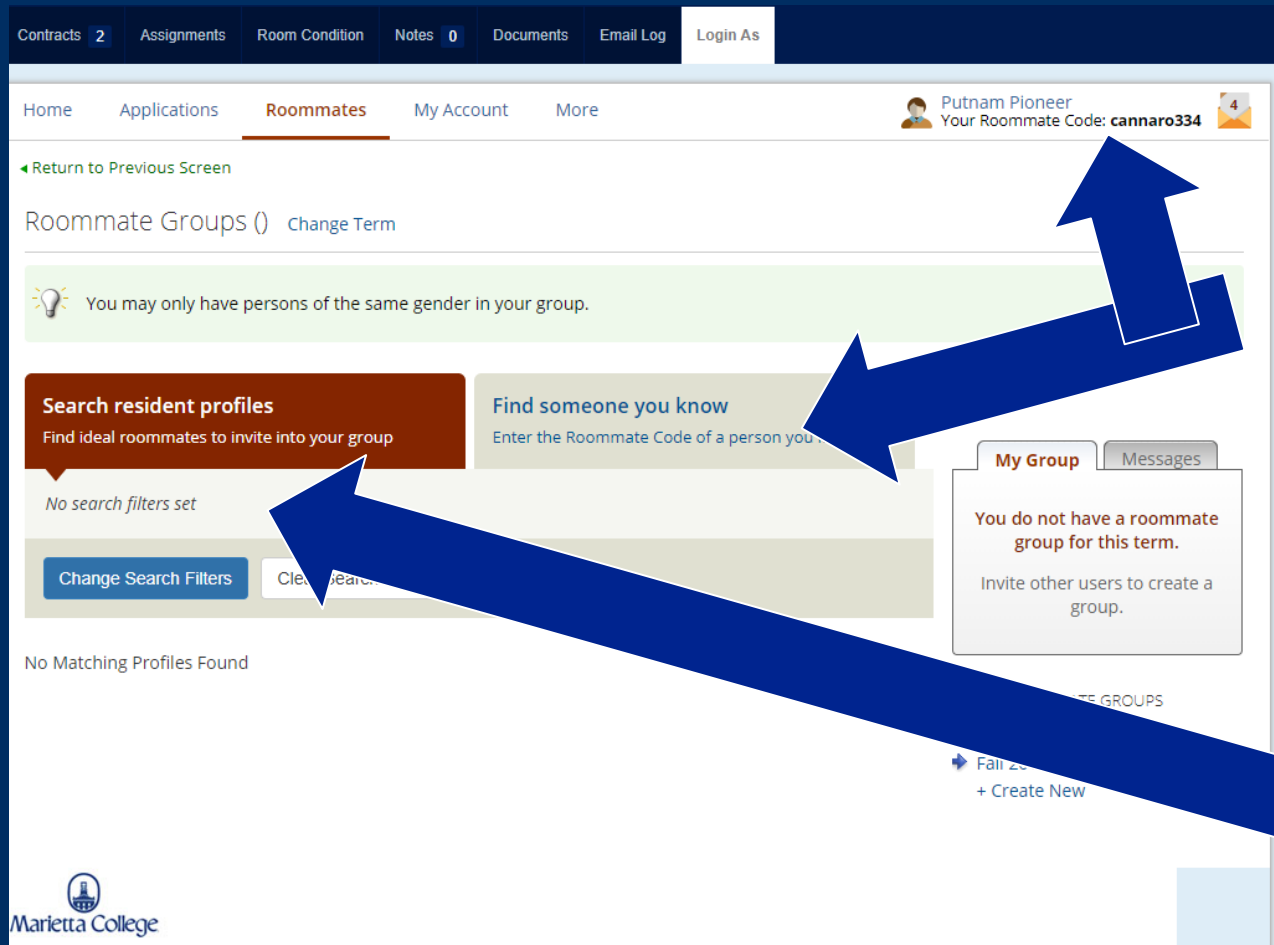 Contracts 2 Assignments Room Condition Notes 0 Documents Email Log Login As
Home Applications Roommates My Account More
Putnam Pioneer
Your Roommate Code: cannaro334
4
Return to Previous Screen
Roommate Groups () Change Term
You may only have persons of the same gender in your group.
Search resident profiles
Find ideal roommates to invite into your group
Find someone you know
Enter the Roommate Code of a person you
No search filters set
Change Search Filters
My Group Messages
You do not have a roommate
group for this term.
Invite other users to create a
group.
No Matching Profiles Found
GROUPS
Fall
+ Create New
Marietta College